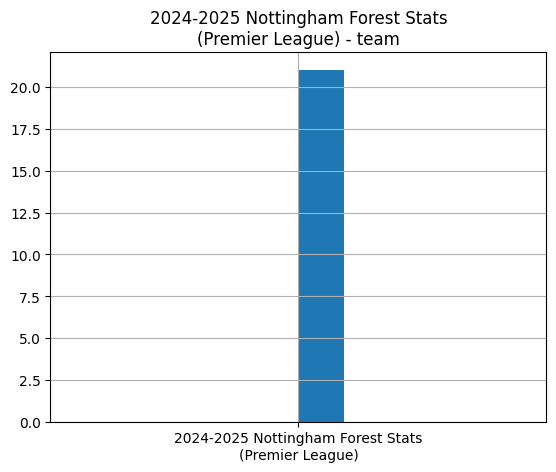 2024-2025 Nottingham Forest Stats
(Premier League) - team
20.0
17.5
15.0
12.5
10.0
7.5
5.0
2.5
0.0
2024-2025 Nottingham Forest Stats
(Premier League)